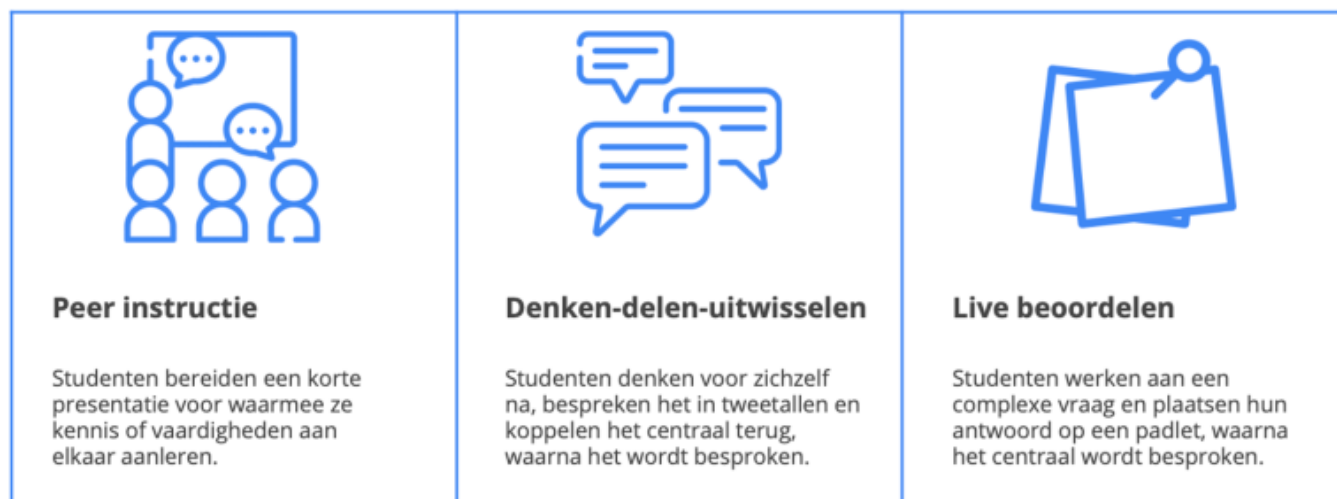 Peer instructie
Studenten bereiden een korte
presentatie voor waarmee ze
kennis of vaardigheden aan
elkaar aanleren.
Denken-delen-uitwisselen
Studenten denken voor zichzelf
na, bespreken het in tweetallen en
koppelen het centraal terug,
waarna het wordt besproken.
Live beoordelen
Studenten werken aan een
complexe vraag en plaatsen hun
antwoord op een padlet, waarna
het centraal wordt besproken.